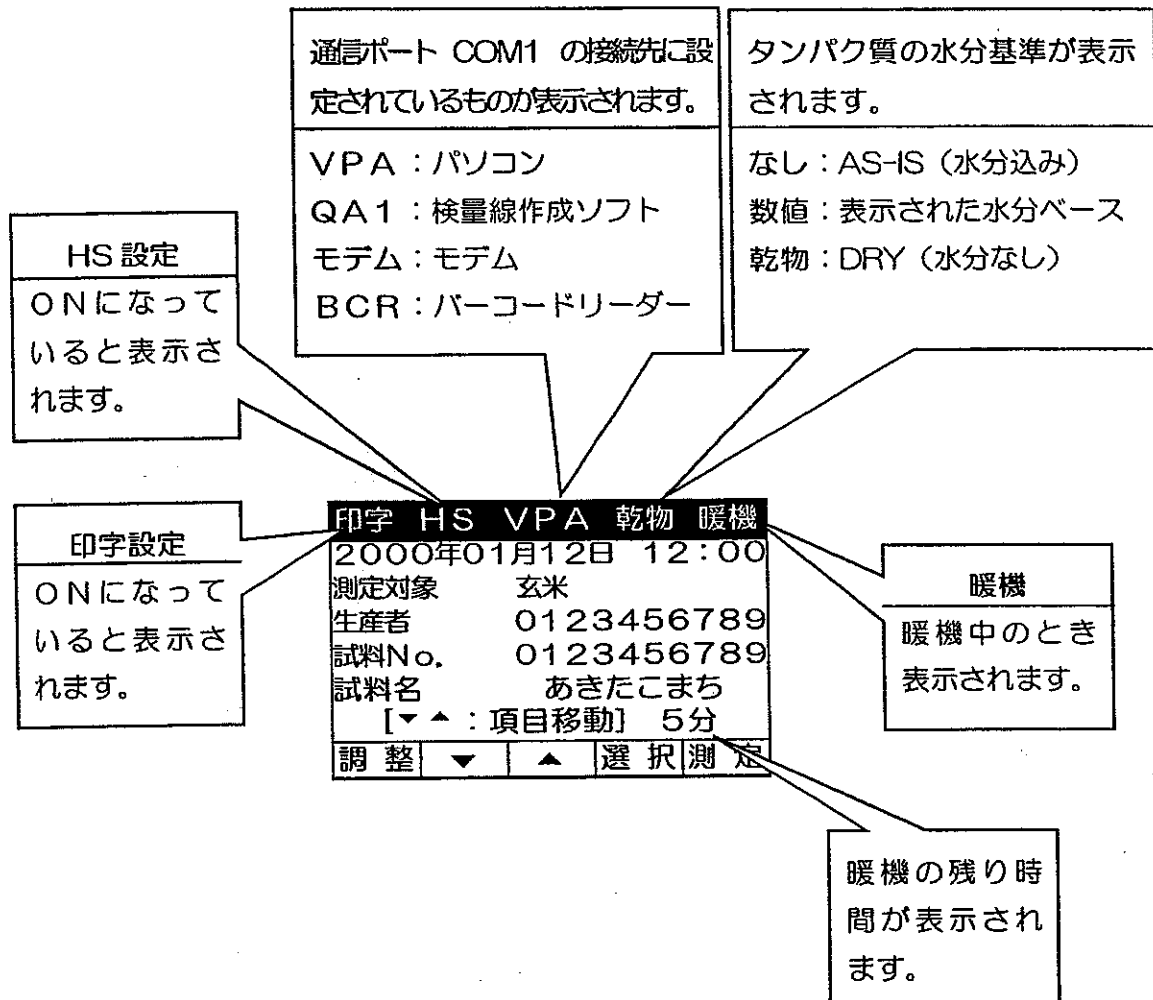 通信ポート COM1 の接続先に設
定されているものが表示されます。
VPA:パソコン
QA1:検量線作成ソフト
モデム:モデム
BCR:バーコードリーダー
タンパク質の水分基準が表示
されます。
なし:AS-IS(水分込み)
数値:表示された水分ベース
乾物:DRY(水分なし)
HS設定
ONになって
いると表示さ
れます。
印字設定
ONになって
いると表示さ
れます。
印字 HS VPA 乾物 暖機
2000年01月12日 12:00
測定対象 玄米
生産者 0123456789
試料No. 0123456789
試料名 あきたこまち
[▼▲:項目移動] 5分
調整 ▼ ▲ 選択 測定
暖機
暖機中のとき
表示されます。
暖機の残り時
間が表示され
ます。